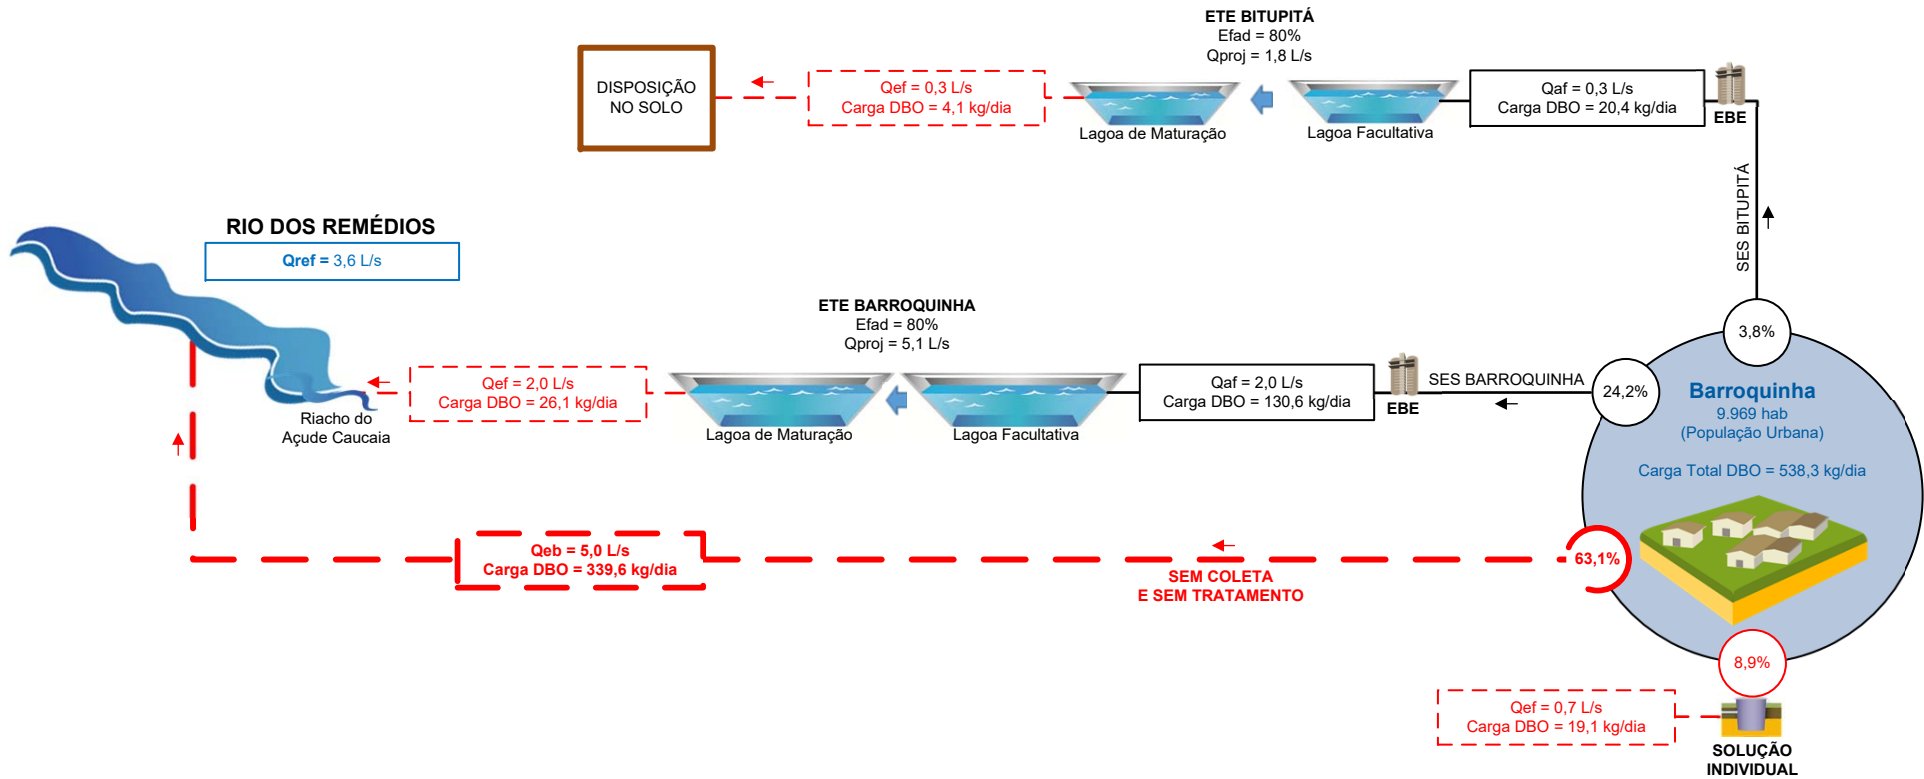 ETE BITUPITÁ
Efad = 80%
Qproj = 1,8 L/s
DISPOSIÇÃO
NO SOLO
Qef = 0,3 L/s
Carga DBO = 4,1 kg/dia
Lagoa de Maturação
Lagoa Facultativa
Qaf = 0,3 L/s
Carga DBO = 20,4 kg/dia
EBE
SES BITUPITÁ
RIO DOS REMÉDIOS
Qref = 3,6 L/s
ETE BARROQUINHA
Efad = 80%
Qproj = 5,1 L/s
Riacho do
Açude Caucaia
Qef = 2,0 L/s
Carga DBO = 26,1 kg/dia
Lagoa de Maturação
Lagoa Facultativa
Qaf = 2,0 L/s
Carga DBO = 130,6 kg/dia
EBE
SES BARROQUINHA
24,2%
3,8%
Barroquinha
9.969 hab
(População Urbana)
Carga Total DBO = 538,3 kg/dia
Qeb = 5,0 L/s
Carga DBO = 339,6 kg/dia
SEM COLETA
E SEM TRATAMENTO
63,1%
8,9%
Qef = 0,7 L/s
Carga DBO = 19,1 kg/dia
SOLUÇÃO
INDIVIDUAL